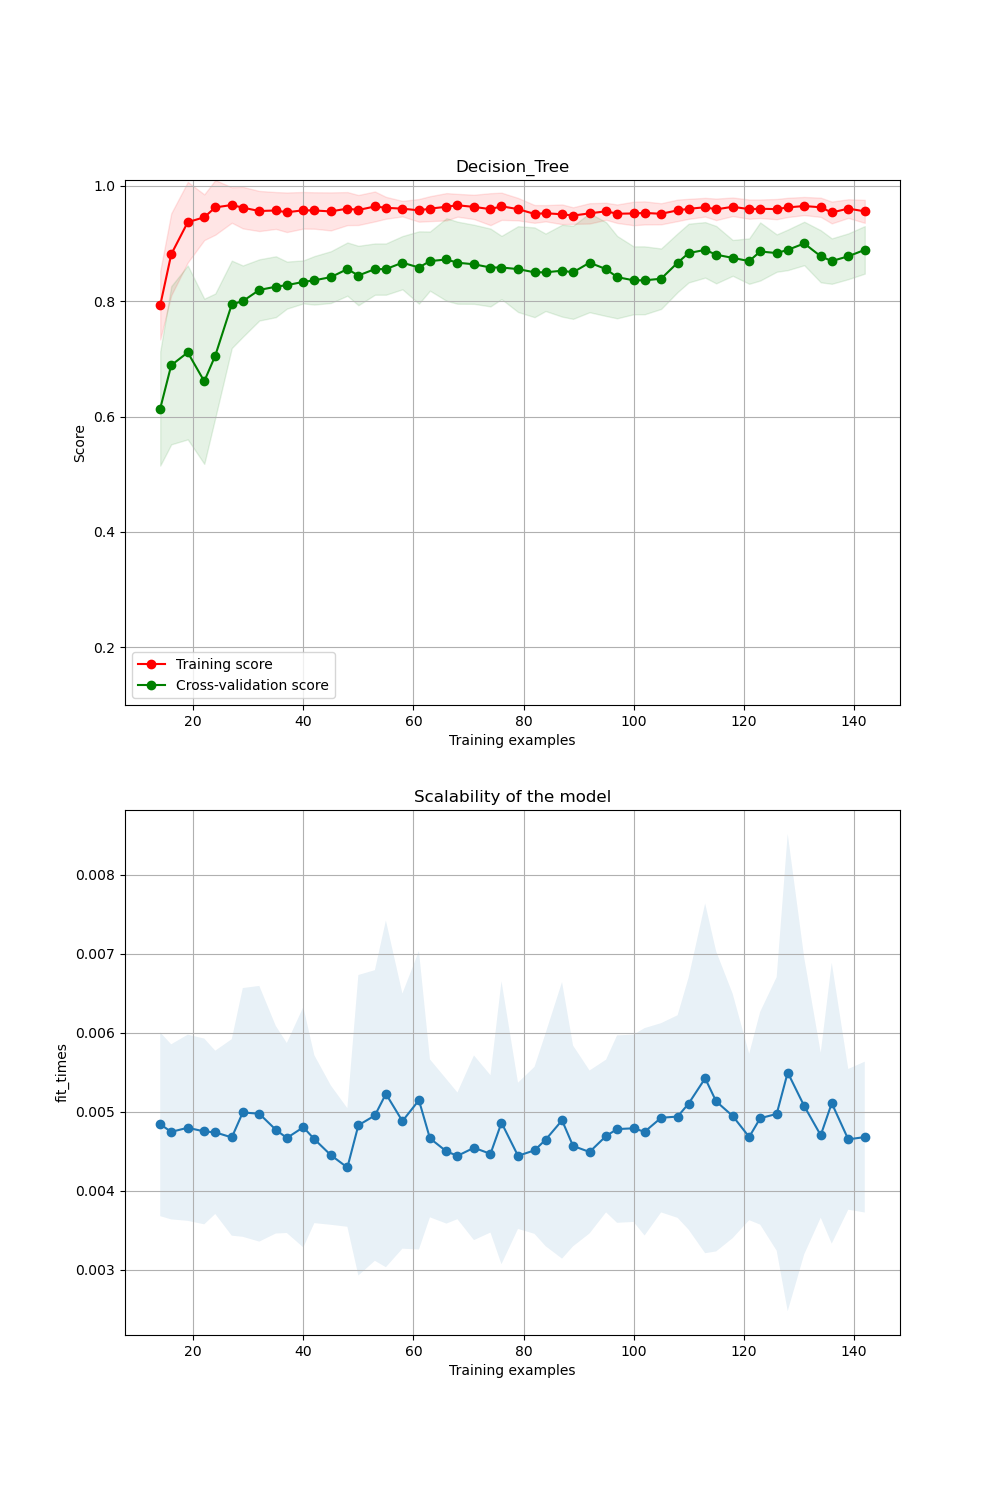 Decision_Tree
1.0
0.8
0.6
0.4
0.2
Score
Training score
Cross-validation score
20 40 60 80 100 120 140
Training examples
Scalability of the model
0.008
0.007
0.006
0.005
0.004
0.003
fit_times
20 40 60 80 100 120 140
Training examples